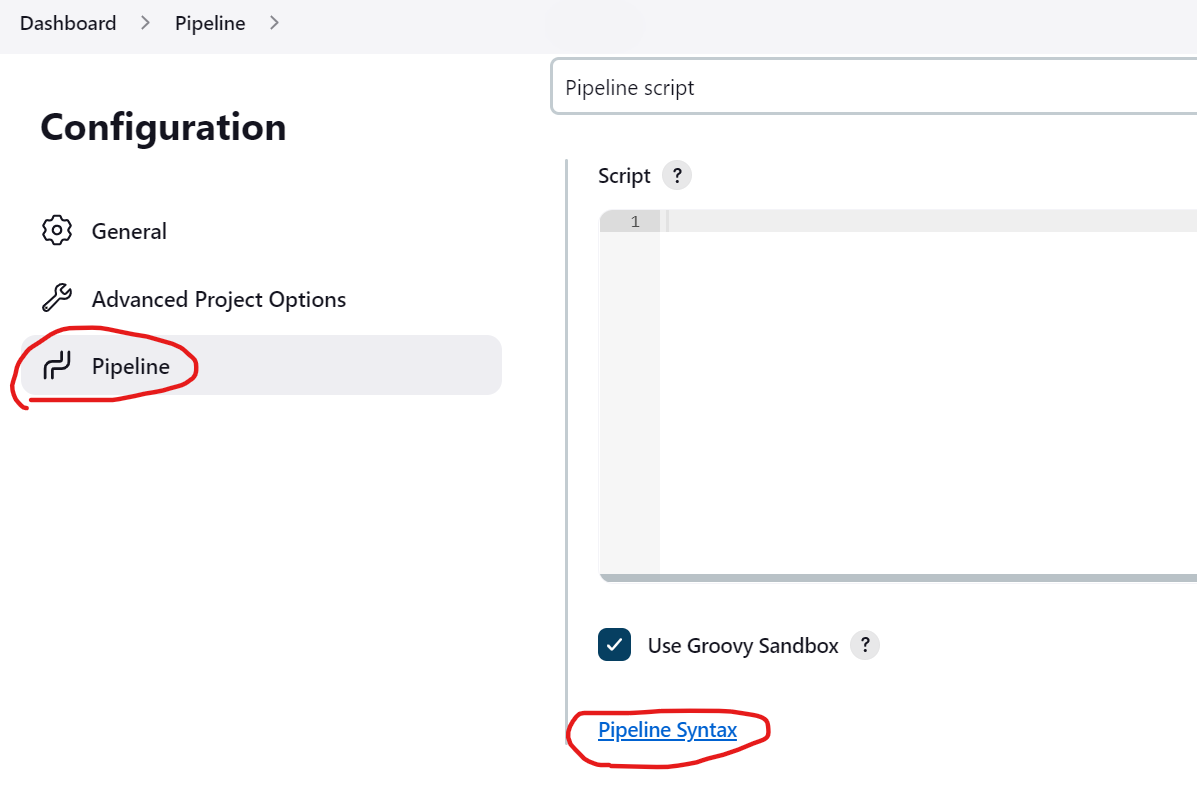 Dashboard > Pipeline >
Configuration
General
Advanced Project Options
Pipeline
Pipeline script
Script ?
1
Use Groovy Sandbox ?
Pipeline Syntax